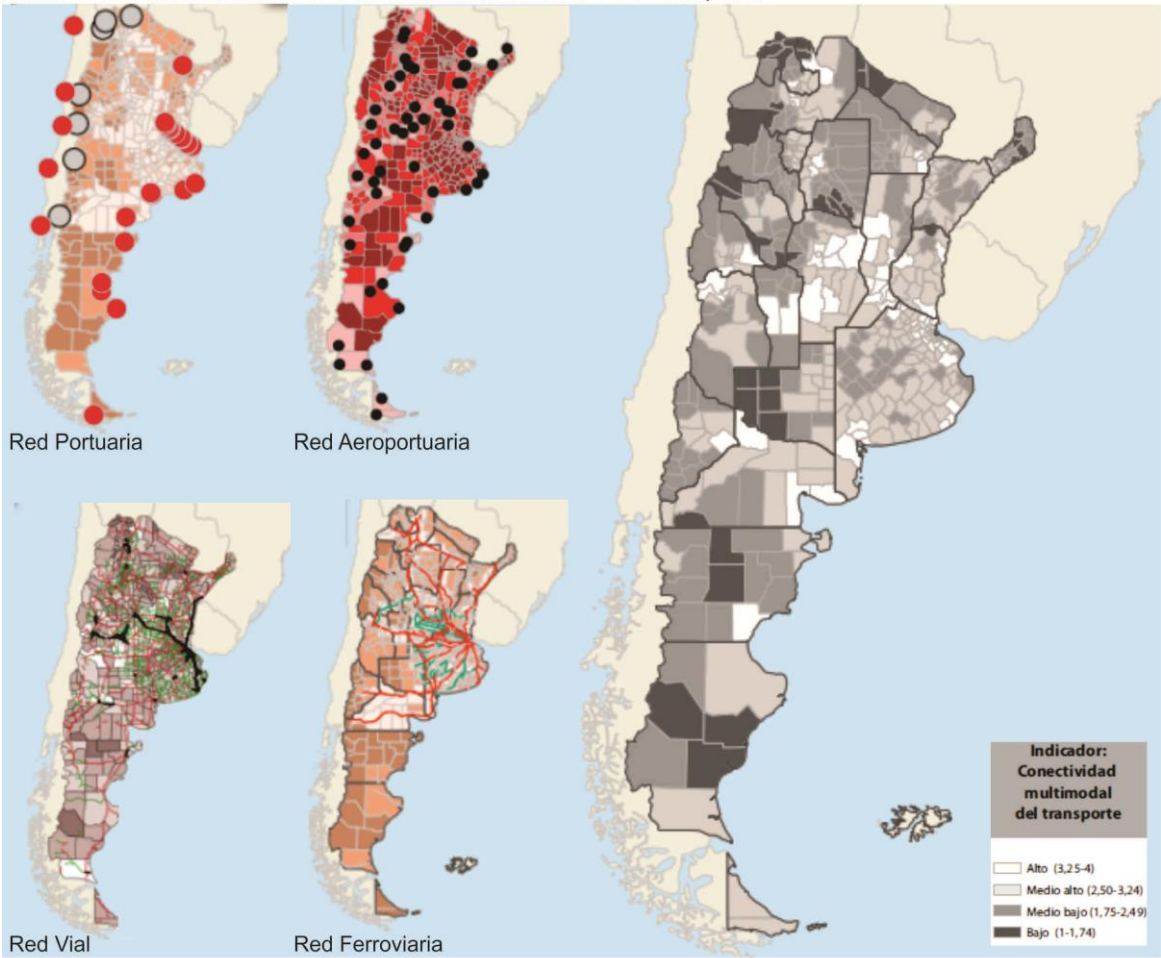 Red Portuaria
Red Aeroportuaria
Red Vial
Red Ferroviaria
Indicador:
Conectividad
multimodal
del transporte
Alto (3,25-4)
Medio alto (2,50-3,24)
Medio bajo (1,75-2,49)
Bajo (1-1,74)